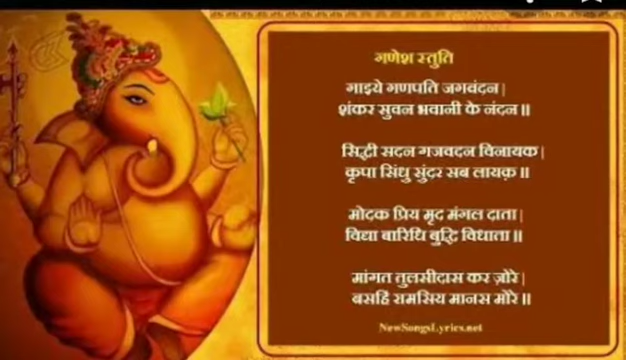 गणेश स्तुति
गाइये गणपति जगवंदन |
शंकर सुवन भवानी के नंदन ||
सिद्धी सदन गजवदन विनायक |
कृपा सिंधु सुंदर सब लायक़ ||
मोदक प्रिय मृद मंगल दाता |
विद्या बारिधि बुद्धि विधाता ||
मांगत तुलसीदास कर ज़ोरे |
बसहिं रामसिय मानस मोरे ||
NewSongsLyrics.net